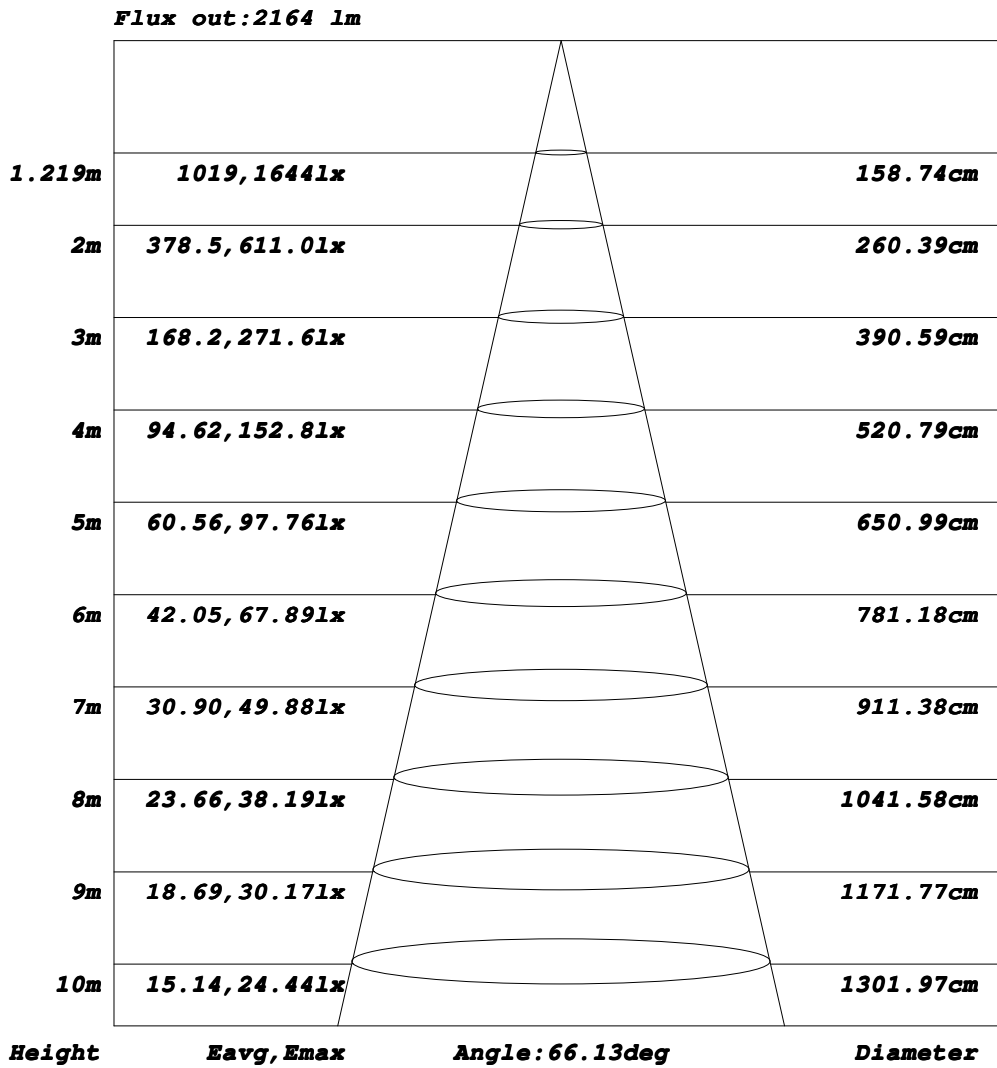 Flux out:2164 lm
1.219m 1019,1644lx 158.74cm
2m 378.5,611.0lx 260.39cm
3m 168.2,271.6lx 390.59cm
4m 94.62,152.8lx 520.79cm
5m 60.56,97.76lx 650.99cm
6m 42.05,67.89lx 781.18cm
7m 30.90,49.88lx 911.38cm
8m 23.66,38.19lx 1041.58cm
9m 18.69,30.17lx 1171.77cm
10m 15.14,24.44lx 1301.97cm
Height Eavg,Emax Angle:66.13deg Diameter